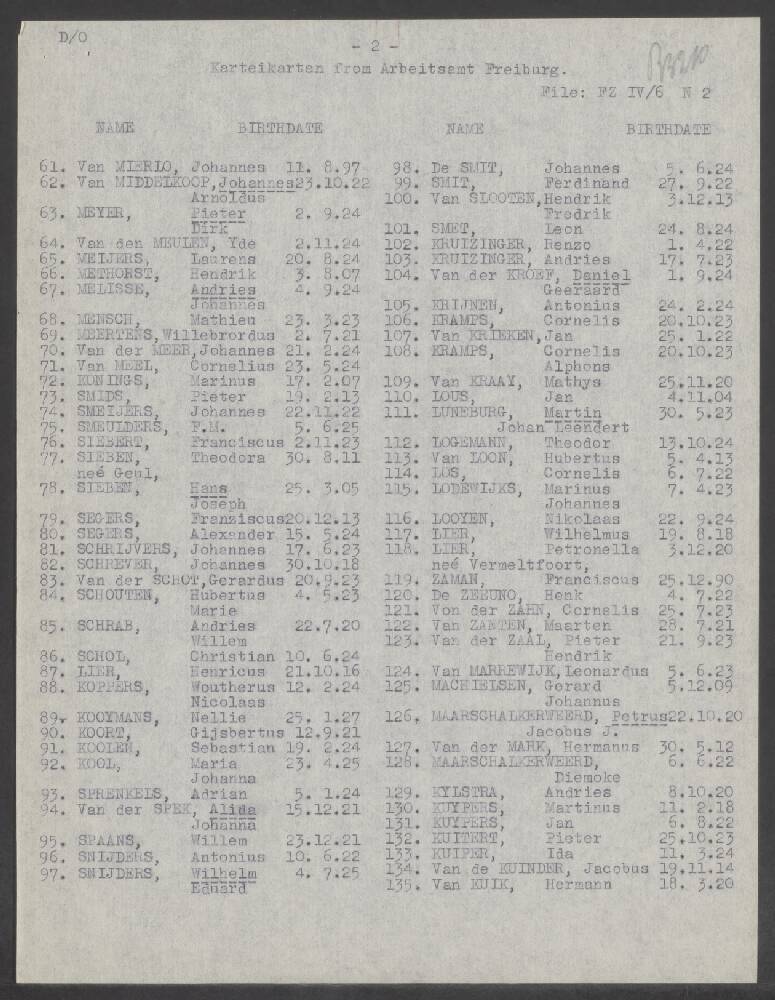 D/O
- 2 -
Karteikarten from Arbeitsamt Freiburg.
File: FZ IV/6 N 2
NAME BIRTHDATE
61. Van MIERLO, Johannes 11. 8.97
62. Van MIDDELKOOP, Johannes 23.10.22
Arnoldus
63. MEYER, Pieter 2. 9.24
Dirk
64. Van den MEULEN, Yde 2.11.24
65. MEIJERS, Laurens 20. 8.24
66. METHORST, Hendrik 3. 8.07
67. MELISSE, Andries 4. 9.24
Johannes
68. MENSCH, Mathieu 23. 3.23
69. MEERTENS, Willebrordus 2. 7.21
70. Van der MEER, Johannes 21. 2.24
71. Van MEEL, Cornelius 23. 5.24
72. KONINGS, Marinus 17. 2.07
73. SMIDS, Pieter 19. 2.13
74. SMEIJERS, Johannes 22.11.22
75. SMEULDERS, F.M. 5. 6.25
76. SIEBERT, Franciscus 2.11.23
77. SIEBEN, Theodora 30. 8.11
neé Geul,
78. SIEBEN, Hans 25. 3.05
Joseph
79. SEGERS, Franziscus 20.12.13
80. SEGERS, Alexander 15. 5.24
81. SCHRIJVERS, Johannes 17. 6.23
82. SCHREVER, Johannes 30.10.18
83. Van der SCHOT, Gerardus 20.9.23
84. SCHOUTEN, Hubertus 4. 5.23
Marie
85. SCHRAB, Andries 22.7.20
Willem
86. SCHOL, Christian 10. 6.24
87. LIER, Henricus 21.10.16
88. KOPPERS, Woutherus 12. 2.24
Nicolaas
89. KOOYMANS, Nellie 25. 1.27
90. KOORT, Gijsbertus 12.9.21
91. KOOLEN, Sebastian 19. 2.24
92. KOOL, Maria 23. 4.25
Johanna
93. SPRENKELS, Adrian 5. 1.24
94. Van der SPEK, Alida 15.12.21
Johanna
95. SPAANS, Willem 23.12.21
96. SNIJDERS, Antonius 10. 6.22
97. SNIJDERS, Wilhelm 4. 7.25
Eduard
NAME BIRTHDATE
98. De SMIT, Johannes 5. 6.24
99. SMIT, Ferdinand 27. 9.22
100. Van SLOOTEN, Hendrik 3.12.13
Fredrik
101. SMET, Leon 24. 8.24
102. KRUIZINGER, Renzo 1. 4.22
103. KRUIZINGER, Andries 17. 7.23
104. Van der KROEF, Daniel 1. 9.24
Geeraard
105. KRIJNEN, Antonius 24. 2.24
106. KRAMPS, Cornelis 20.10.23
107. Van KRIEKEN, Jan 25. 1.22
108. KRAMPS, Cornelis 20.10.23
Alphons
109. Van KRAAY, Mathys 25.11.20
110. LOUS, Jan 4.11.04
111. LUNEBURG, Martin 30. 5.23
Johan Leendert
112. LOGEMANN, Theodor 13.10.24
113. Van LOON, Hubertus 5. 4.13
114. LOS, Cornelis 6. 7.22
115. LODEWIJKS, Marinus 7. 4.23
Johannes
116. LOOYEN, Nikolaas 22. 9.24
117. LIER, Wilhelmus 19. 8.18
118. LIER, Petronella 3.12.20
neé Vermeltfoort,
119. ZAMAN, Franciscus 25.12.90
120. De ZEEUNO, Henk 4. 7.22
121. Von der ZAHN, Cornalis 25. 7.23
122. Van ZANTEN, Maarten 28. 7.21
123. Van der ZAAL, Pieter 21. 9.23
Hendrik
124. Van MARREWIJK, Leonardus 5. 6.23
125. MACHIELSEN, Gerard 5.12.09
Johannus
126. MAARSCHALKERWEERD, Petrus 22.10.20
Jacobus J.
127. Van der MARK, Hermanus 30. 5.12
128. MAARSCHALKERWEERD, 6. 6.22
Diemoke
129. KYLSTRA, Andries 8.10.20
130. KUYPERS, Martinus 11. 2.18
131. KUYPERS, Jan 6. 8.22
132. KUITERT, Pieter 25.10.23
133. KUIPER, Ida 11. 3.24
134. Van de KUINDER, Jacobus 19.11.14
135. Van KUIK, Hermann 18. 3.20